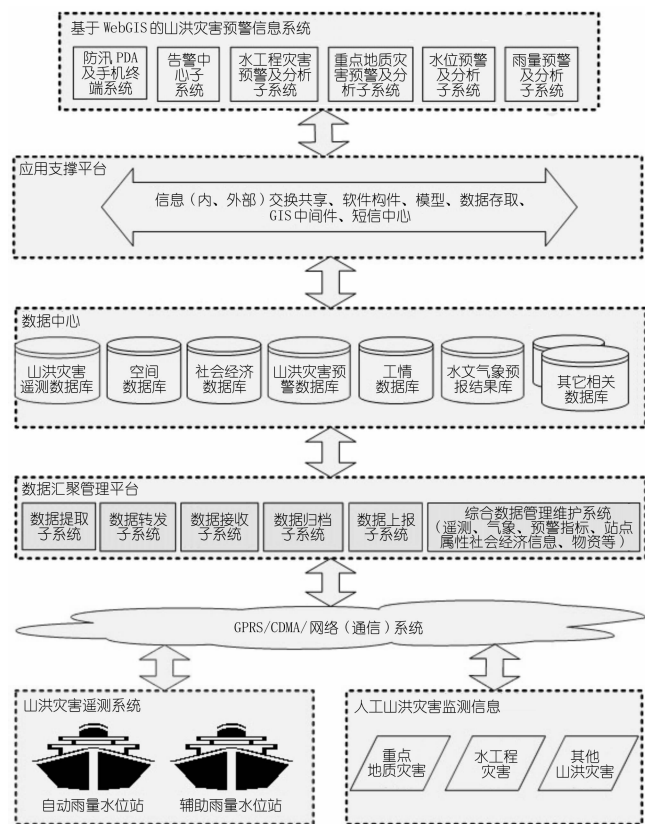 基于WebGIS的山洪灾害预警信息系统
防汛PDA
及手机终
端系统
告警中
心子
系统
水工程灾害
预警及分析
子系统
重点地质灾
害预警及分
析子系统
水位预警
及分析
子系统
雨量预警
及分析
子系统
应用支撑平台
信息(内、外部)交换共享、软件构件、模型、数据存取、
GIS中间件、短信中心
数据中心
山洪灾害
遥测数据库
空间
数据库
社会经济
数据库
山洪灾害预
警数据库
工情
数据库
水文气象预
报结果库
其它相关
数据库
数据汇聚管理平台
数据提取
子系统
数据转发
子系统
数据接收
子系统
数据归档
子系统
数据上报
子系统
综合数据管理维护系统
(遥测、气象、预警指标、站点
属性社会经济信息、物资等)
GPRS/CDMA/网络(通信)系统
山洪灾害遥测系统
自动雨量水位站
辅助雨量水位站
人工山洪灾害监测信息
重点
地质灾害
水工程
灾害
其他
山洪灾害